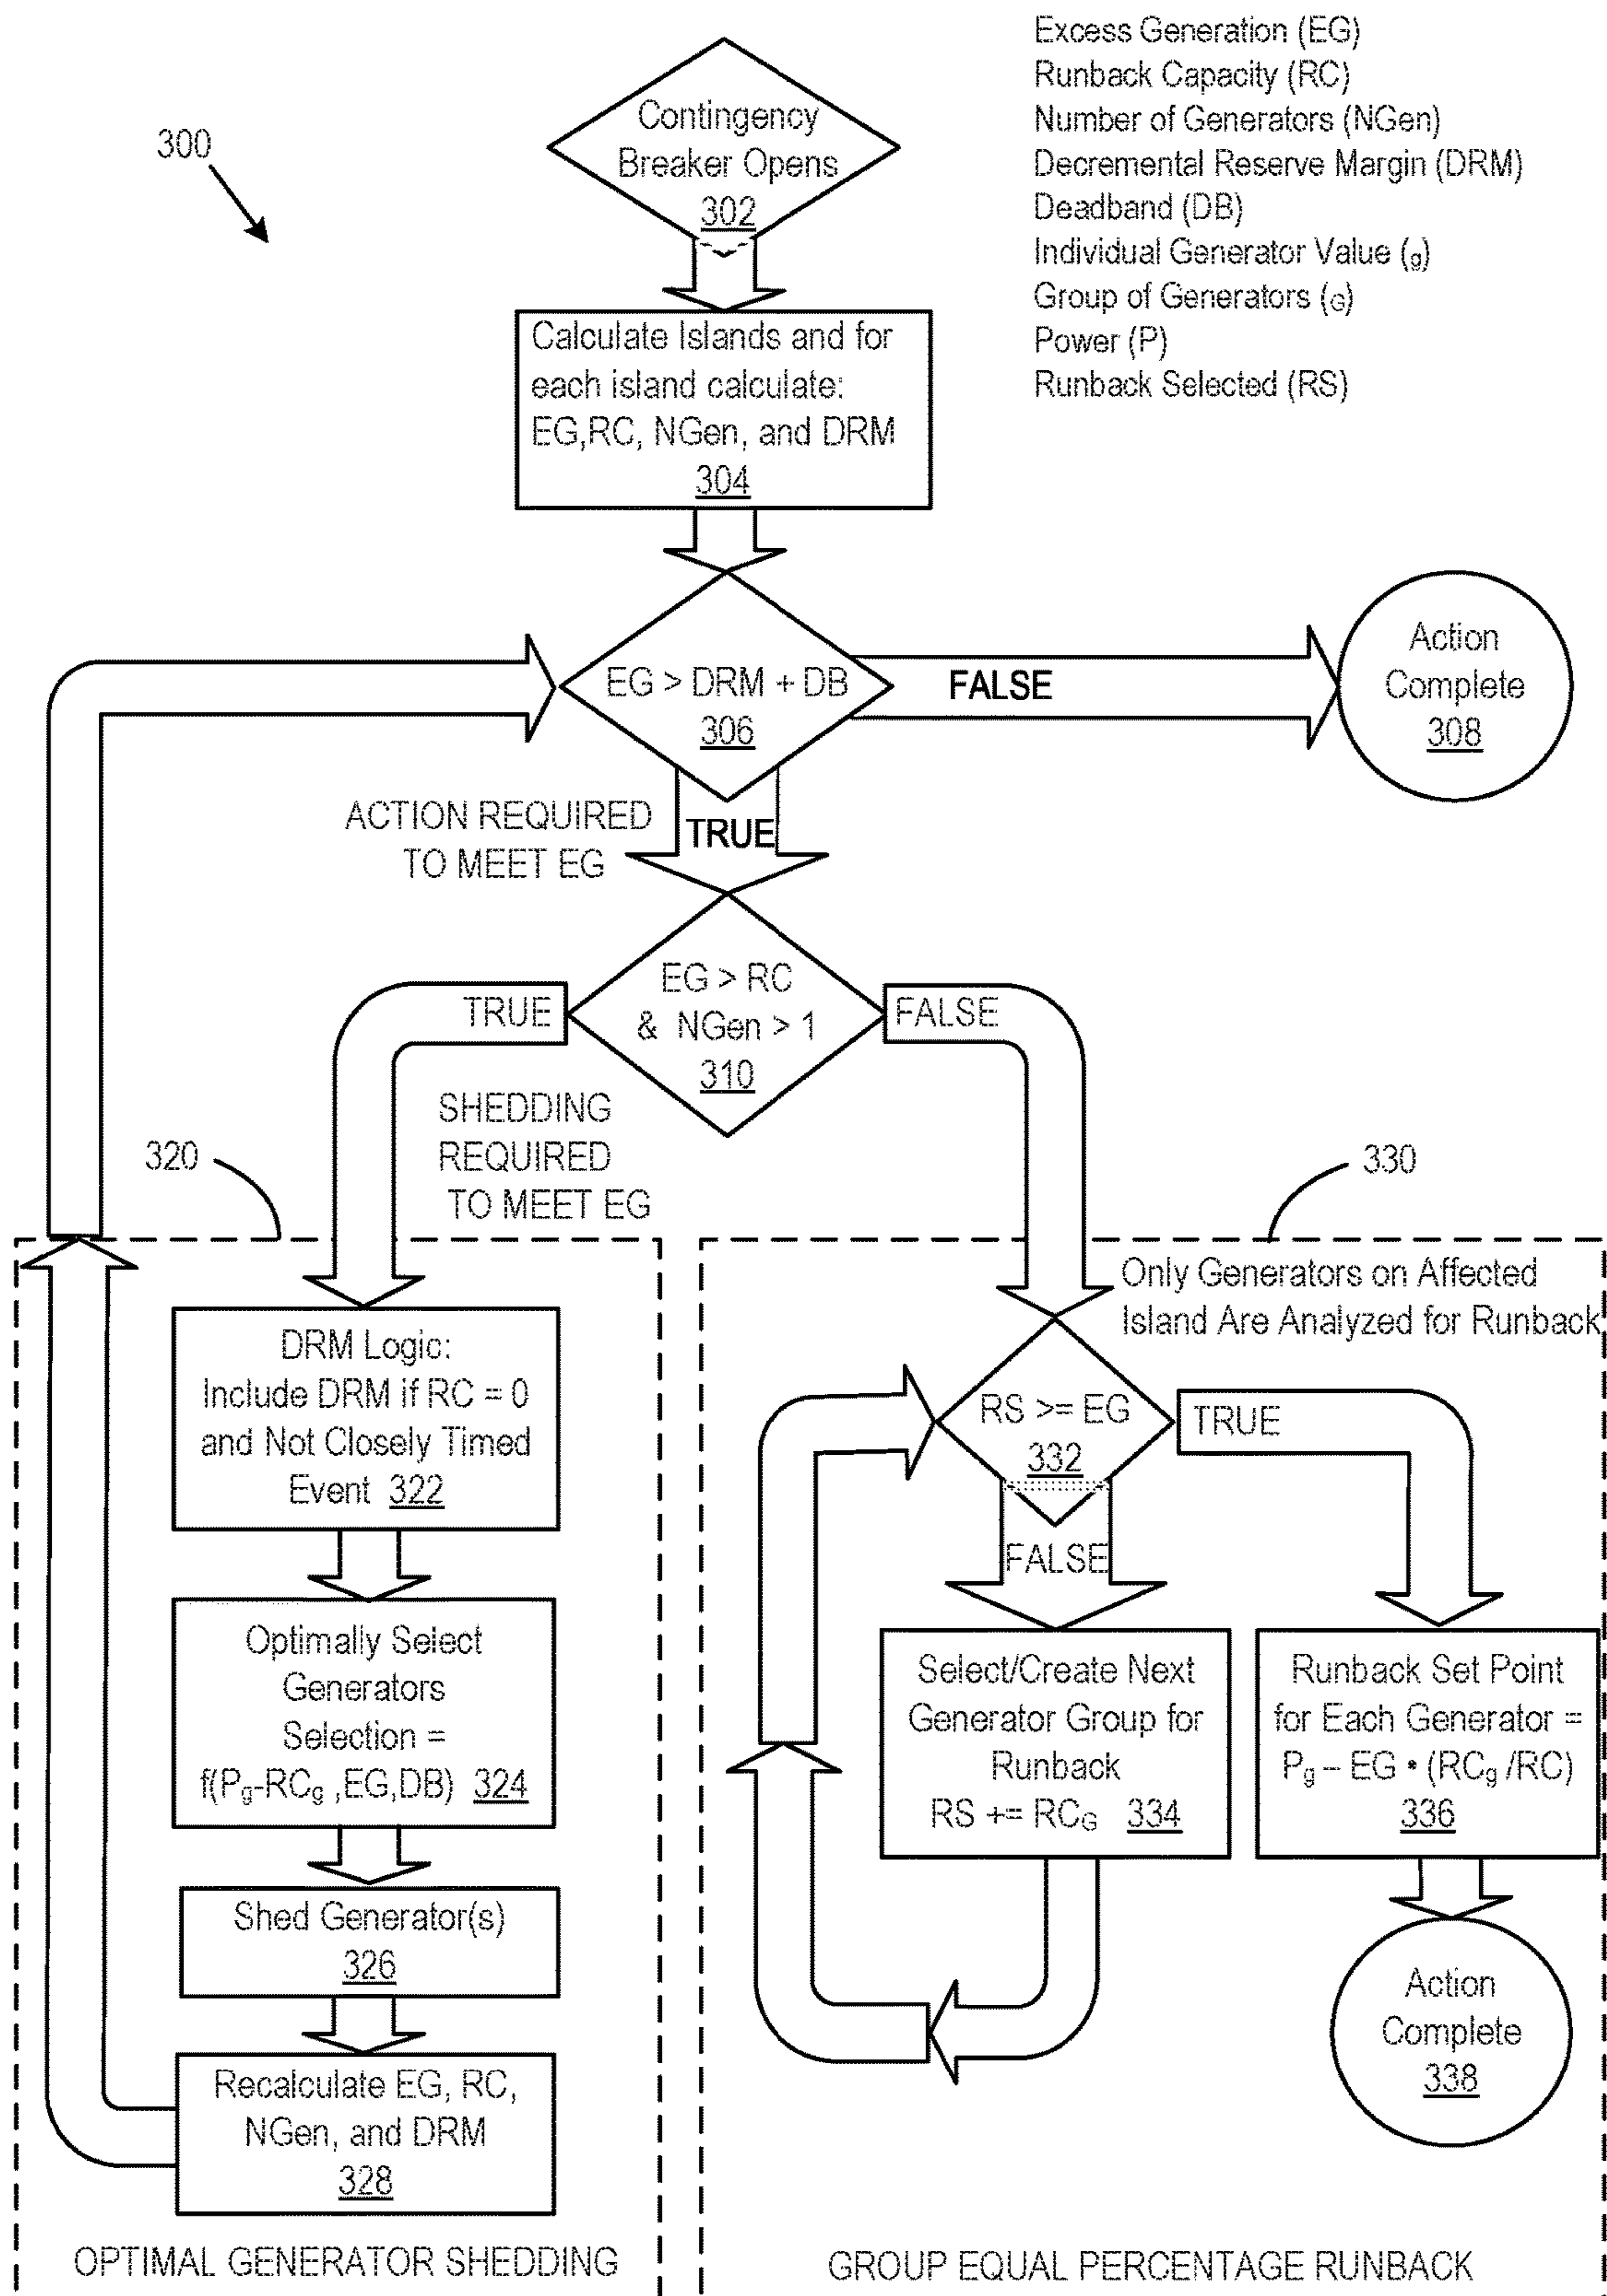 Excess Generation (EG)
Runback Capacity (RC)
Number of Generators (NGen)
Decremental Reserve Margin (DRM)
Deadband (DB)
Individual Generator Value (g)
Group of Generators (G)
Power (P)
Runback Selected (RS)
300
Contingency
Breaker Opens
302
Calculate Islands and for
each island calculate:
EG,RC, NGen, and DRM
304
EG > DRM + DB
306
FALSE
Action
Complete
308
ACTION REQUIRED
TO MEET EG
TRUE
EG > RC
& NGen > 1
310
TRUE
FALSE
SHEDDING
REQUIRED
TO MEET EG
320
330
DRM Logic:
Include DRM if RC = 0
and Not Closely Timed
Event 322
Optimally Select
Generators
Selection =
f(Pg-RCg ,EG,DB) 324
Shed Generator(s)
326
Recalculate EG, RC,
NGen, and DRM
328
OPTIMAL GENERATOR SHEDDING
Only Generators on Affected
Island Are Analyzed for Runback
RS >= EG
332
TRUE
FALSE
Select/Create Next
Generator Group for
Runback
RS += RCG 334
Runback Set Point
for Each Generator =
Pg – EG • (RCg /RC)
336
Action
Complete
338
GROUP EQUAL PERCENTAGE RUNBACK